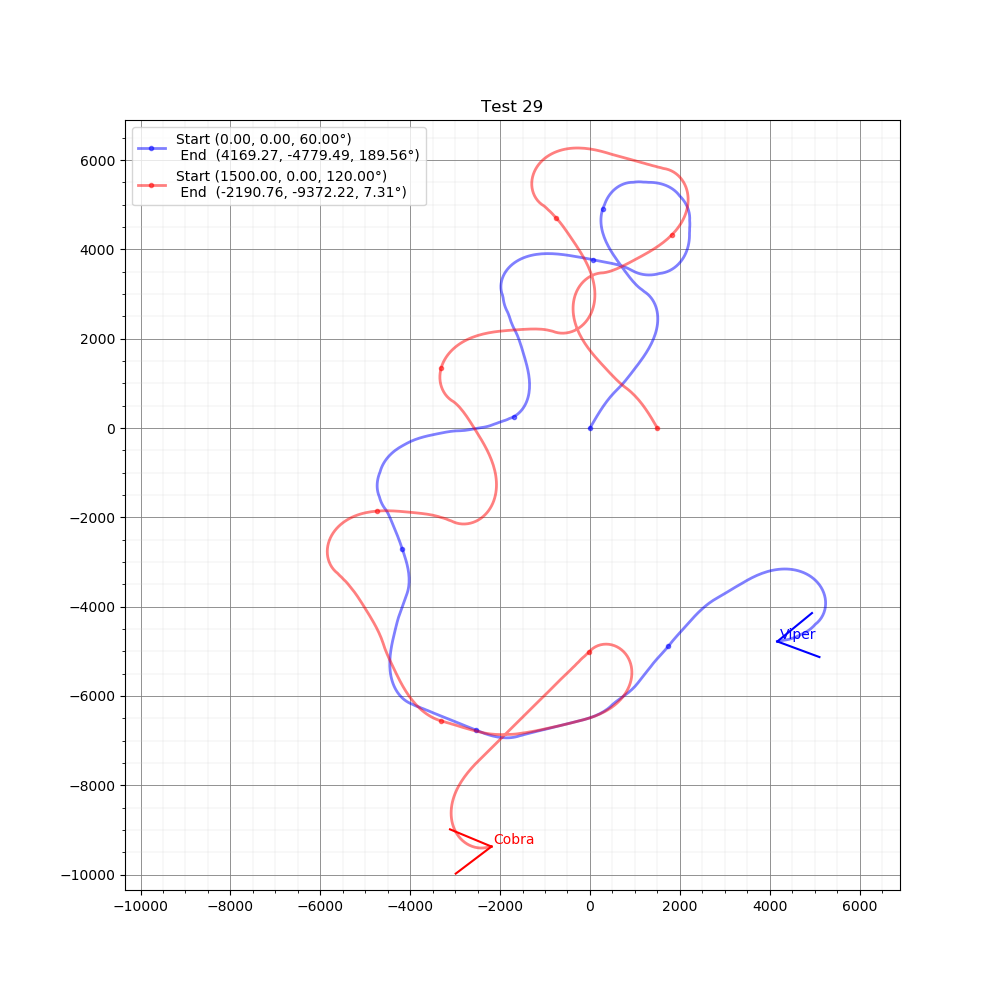 Test 29
Start (0.00, 0.00, 60.00°)
End  (4169.27, -4779.49, 189.56°)
Start (1500.00, 0.00, 120.00°)
End  (-2190.76, -9372.22, 7.31°)
6000
4000
2000
0
−2000
−4000
−6000
−8000
−10000
Viper
Cobra
−10000 −8000 −6000 −4000 −2000 0 2000 4000 6000